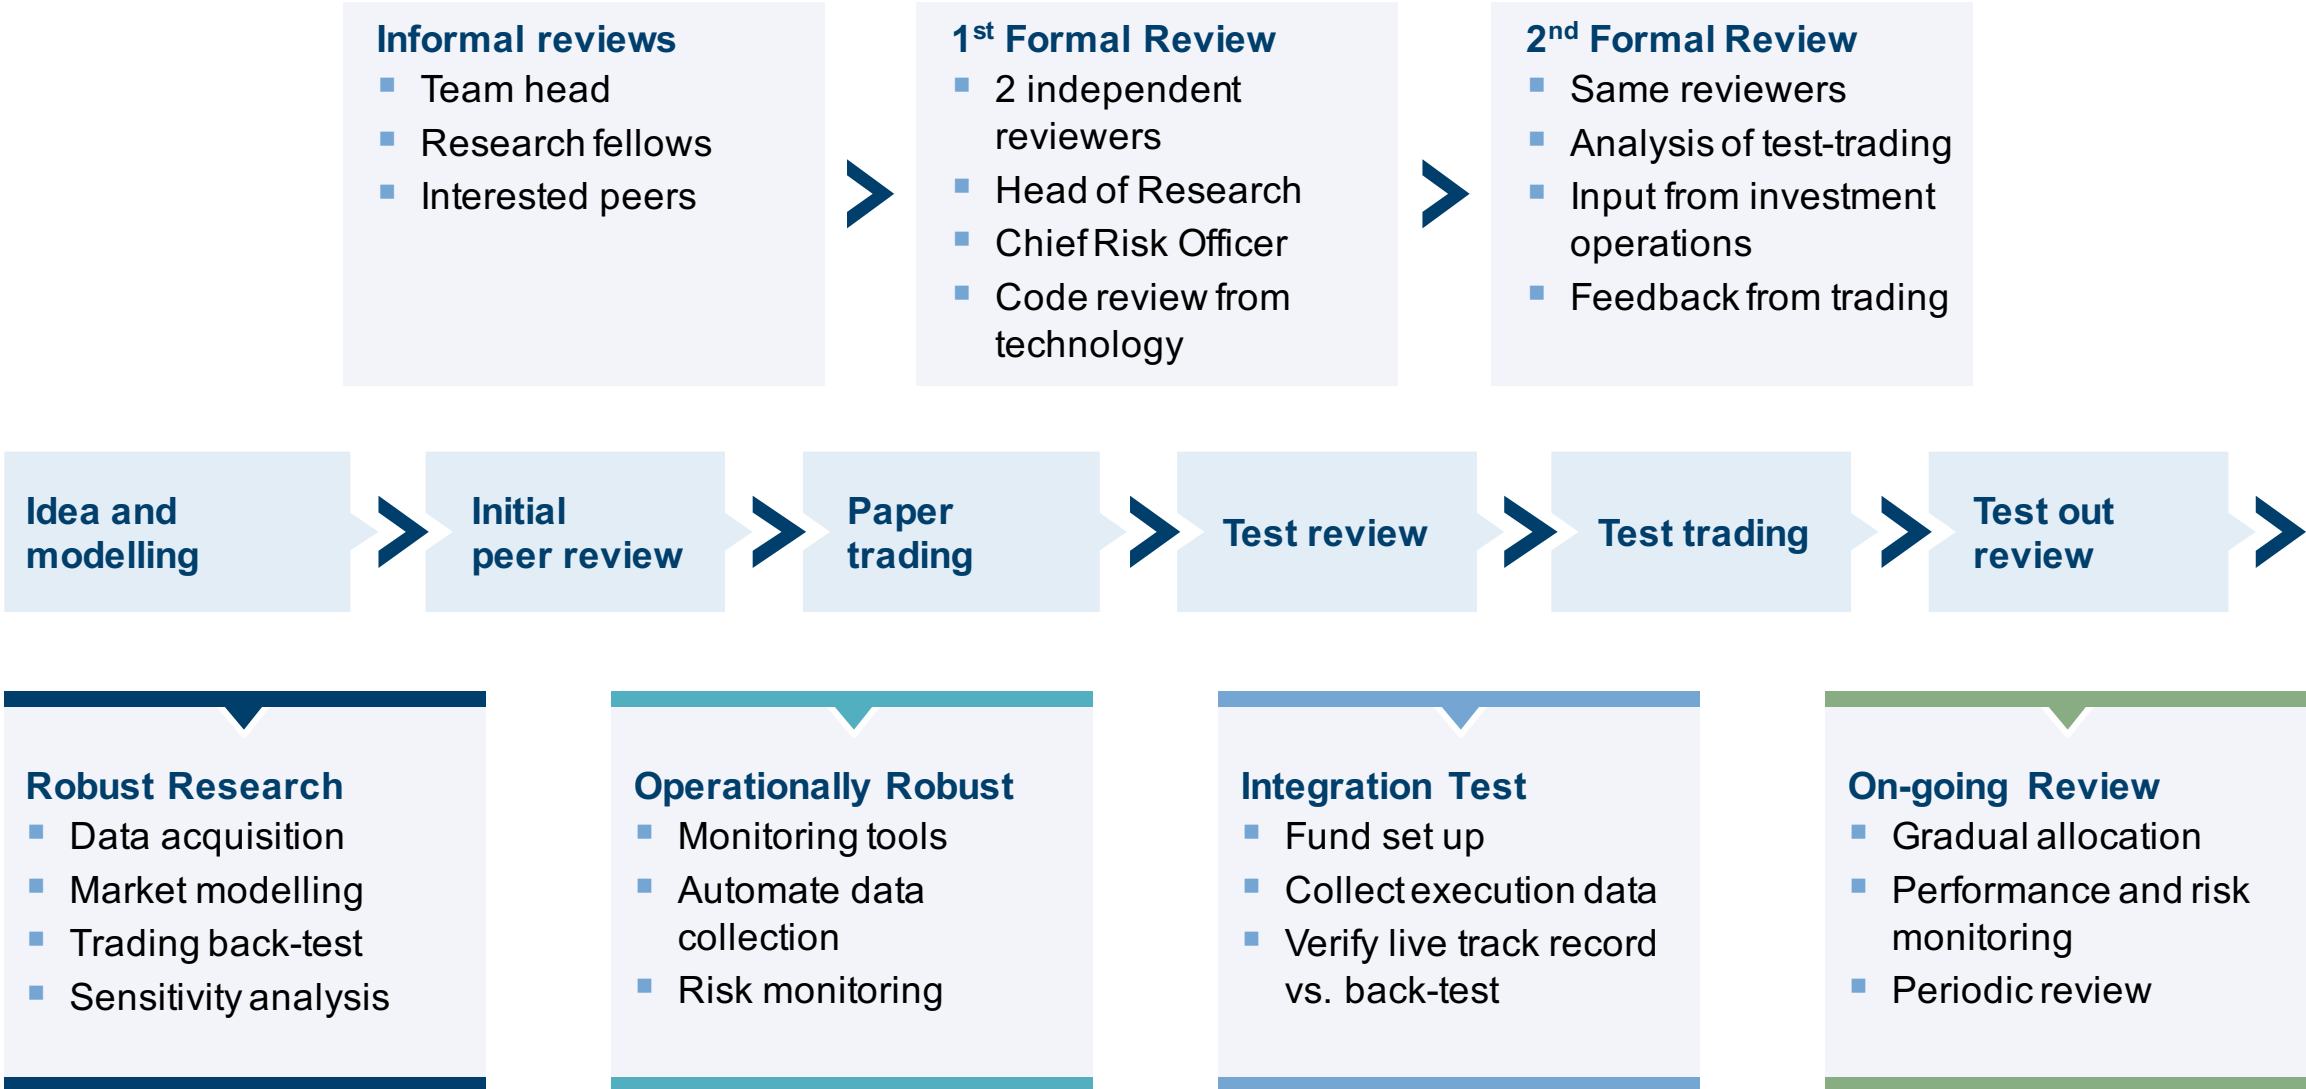 Informal reviews
Team head
Research fellows
Interested peers
1st Formal Review
2 independent
reviewers
Head of Research
Chief Risk Officer
Code review from
technology
2nd Formal Review
Same reviewers
Analysis of test-trading
Input from investment
operations
Feedback from trading
Idea and
modelling
Initial
peer review
Paper
trading
Test review
Test trading
Test out
review
Robust Research
Data acquisition
Market modelling
Trading back-test
Sensitivity analysis
Operationally Robust
Monitoring tools
Automate data
collection
Risk monitoring
Integration Test
Fund set up
Collect execution data
Verify live track record
vs. back-test
On-going Review
Gradual allocation
Performance and risk
monitoring
Periodic review